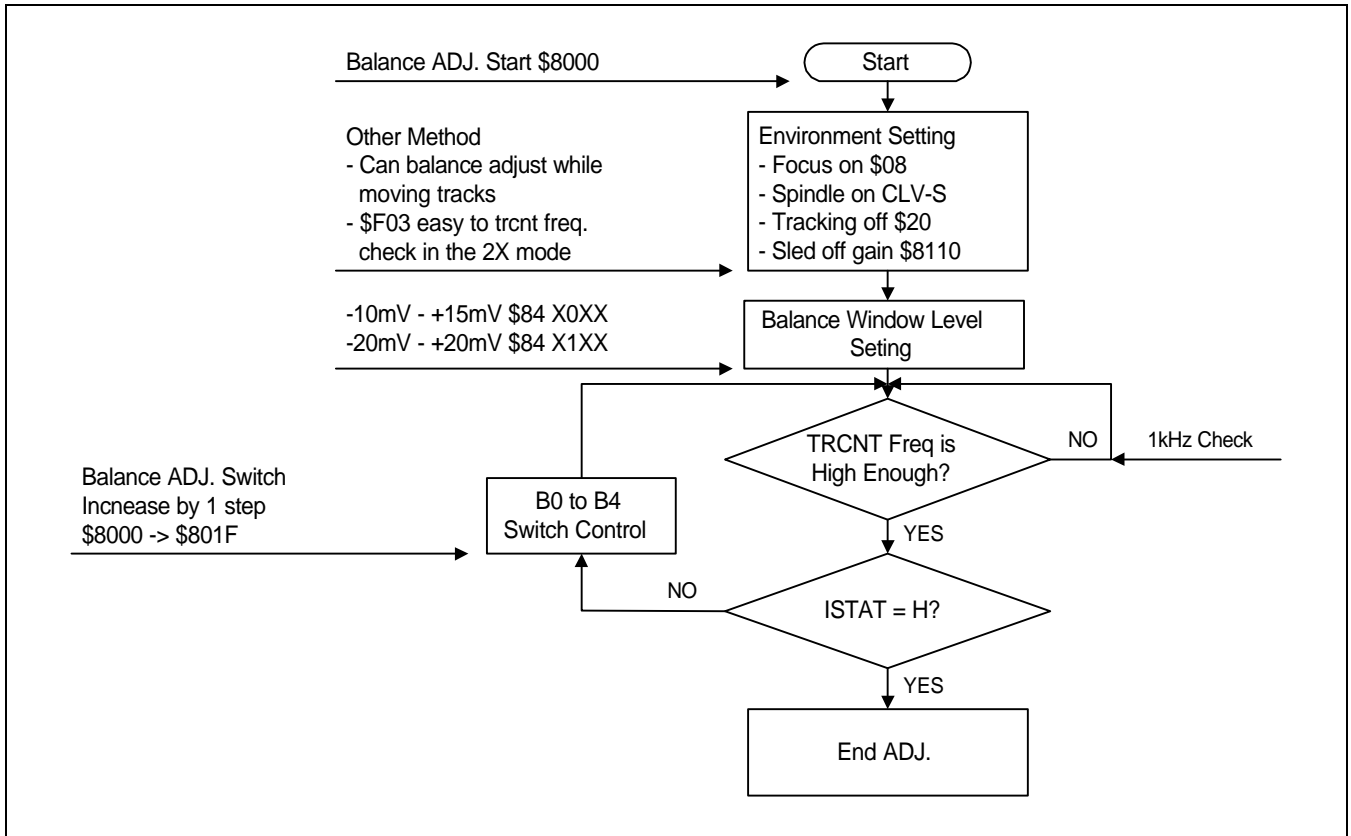 Balance ADJ. Start $8000
Start
Other Method
- Can balance adjust while
moving tracks
- $F03 easy to trcnt freq.
check in the 2X mode
Environment Setting
- Focus on $08
- Spindle on CLV-S
- Tracking off $20
- Sled off gain $8110
-10mV - +15mV $84 X0XX
-20mV - +20mV $84 X1XX
Balance Window Level
Seting
TRCNT Freq is
High Enough?
NO
1kHz Check
Balance ADJ. Switch
Incnease by 1 step
$8000 -> $801F
B0 to B4
Switch Control
YES
NO
ISTAT = H?
YES
End ADJ.